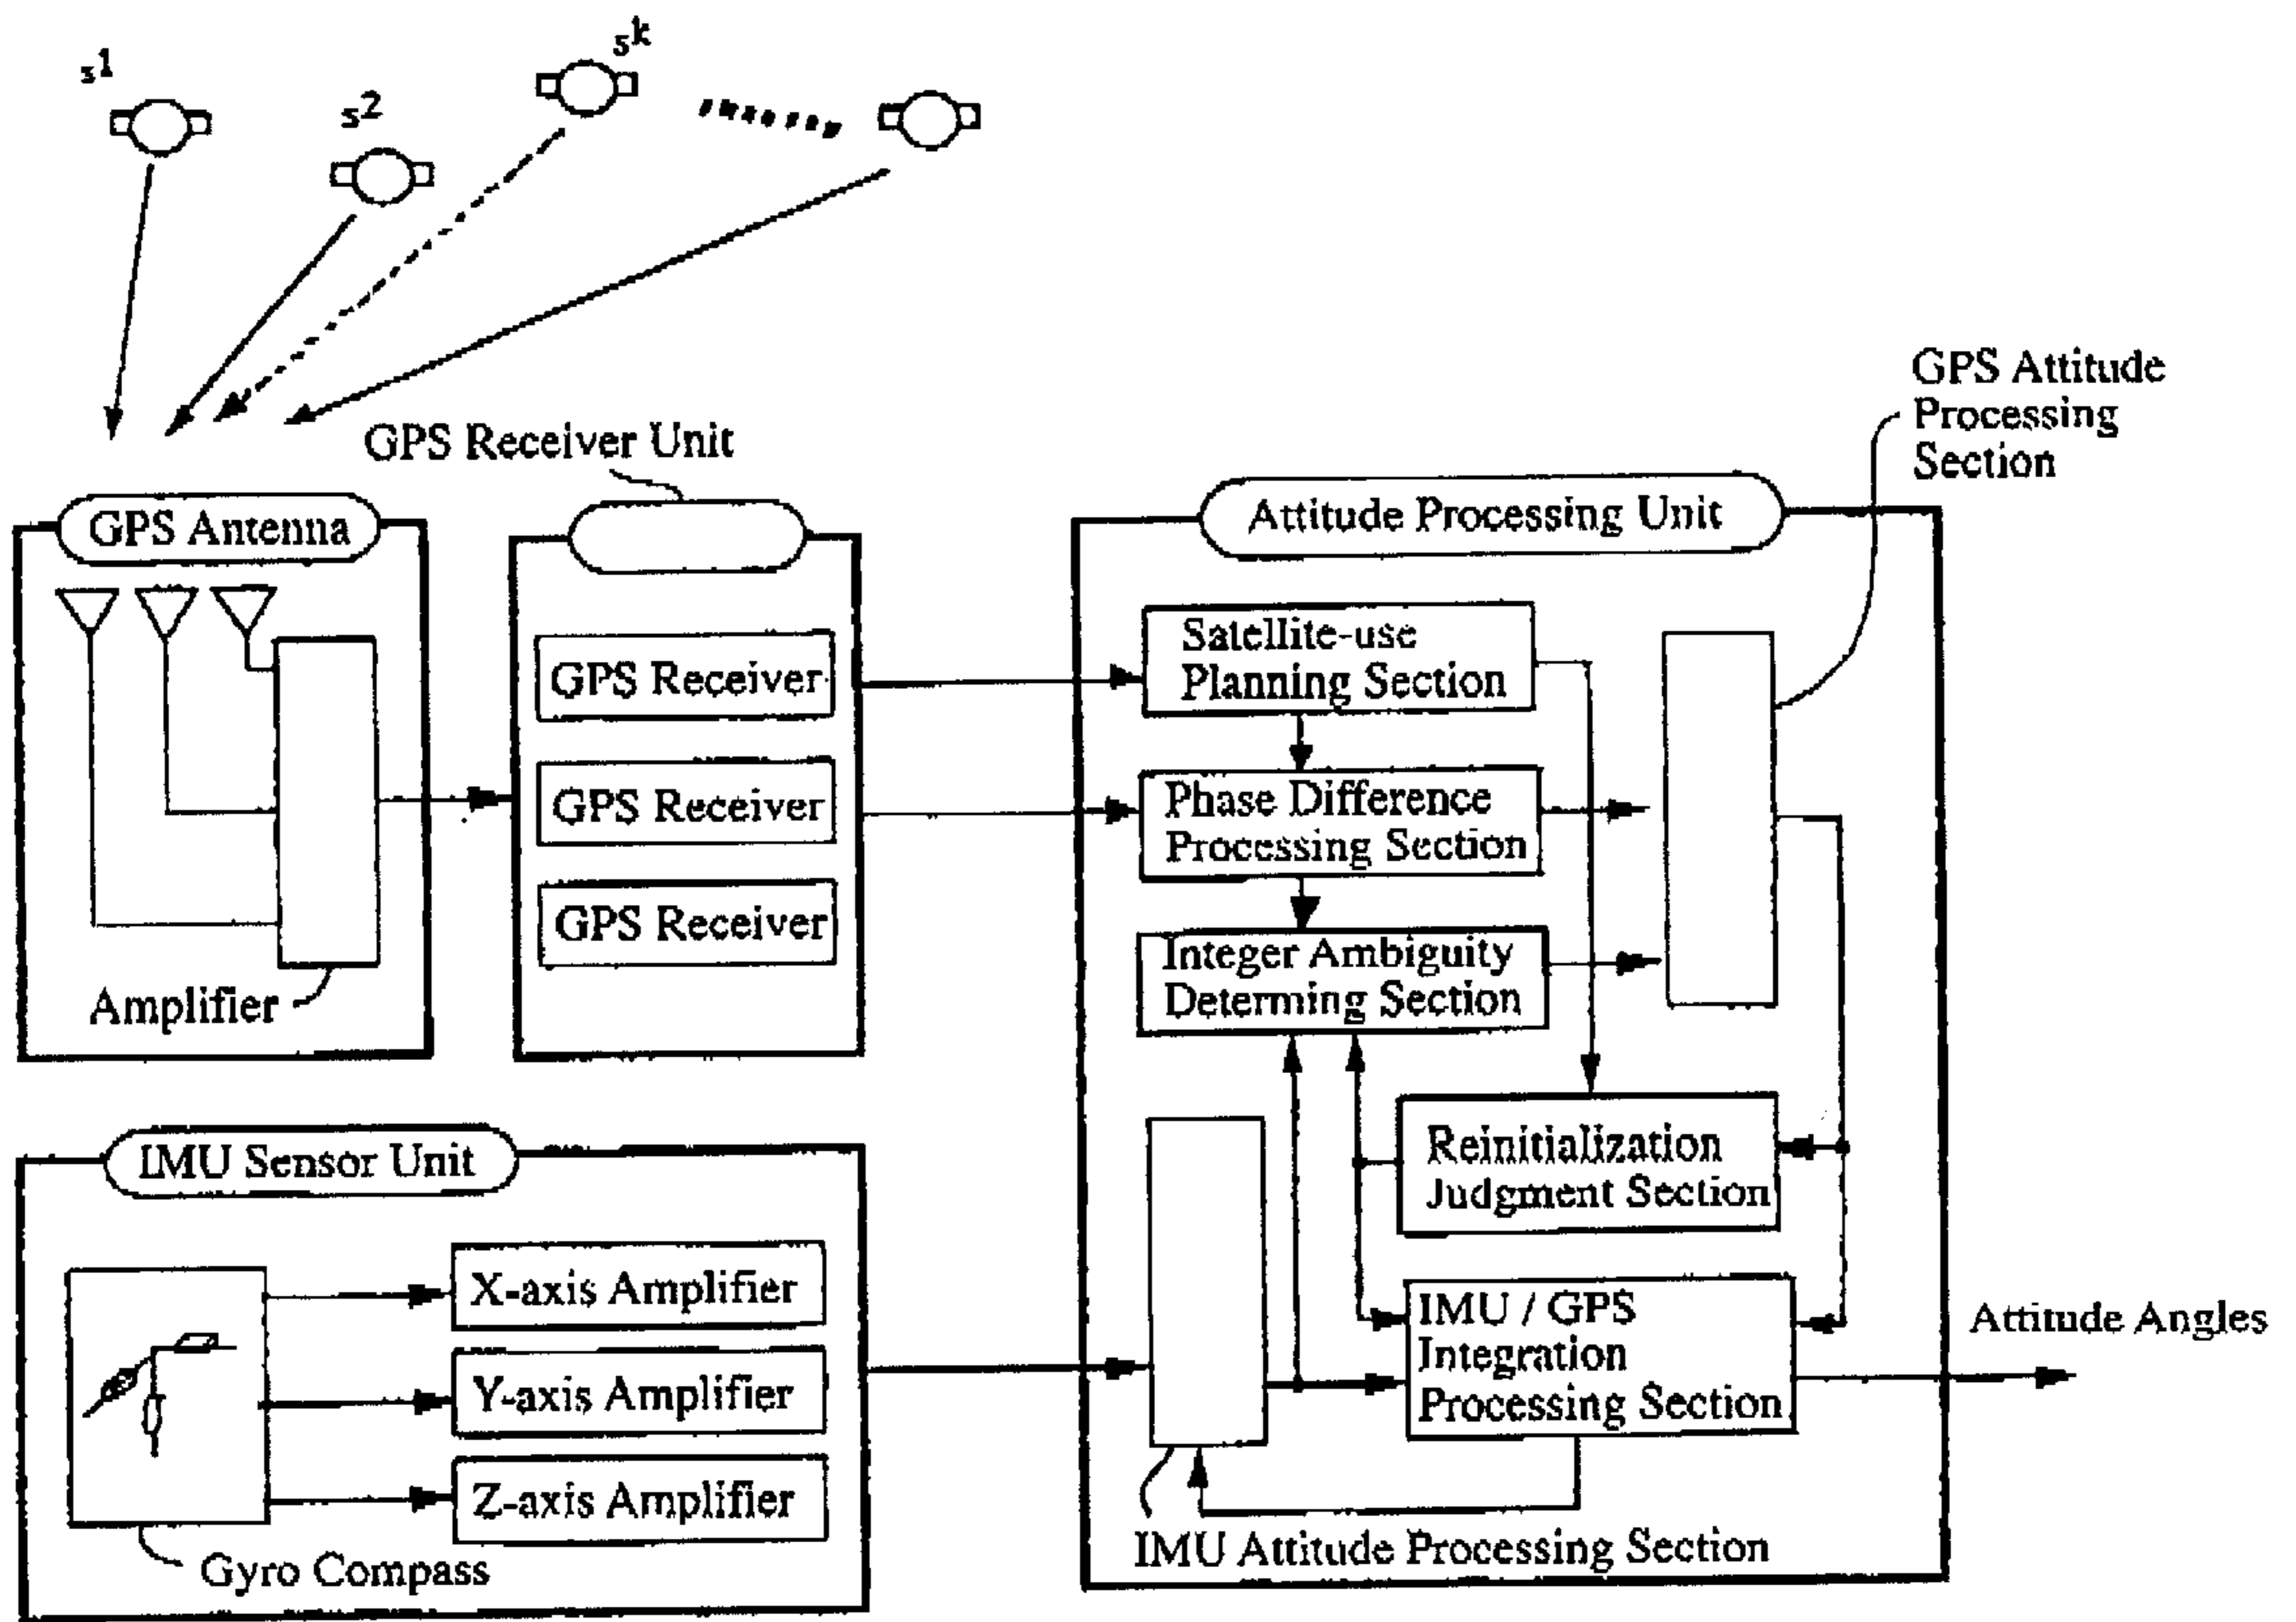 s1
s2
sk
GPS Receiver Unit
GPS Attitude
Processing
Section
GPS Antenna
Amplifier
GPS Receiver
GPS Receiver
GPS Receiver
Attitude Processing Unit
Satellite-use
Planning Section
Phase Difference
Processing Section
Integer Ambiguity
Determing Section
Reinitialization
Judgment Section
IMU / GPS
Integration
Processing Section
Attitude Angles
IMU Attitude Processing Section
IMU Sensor Unit
X-axis Amplifier
Y-axis Amplifier
Z-axis Amplifier
Gyro Compass